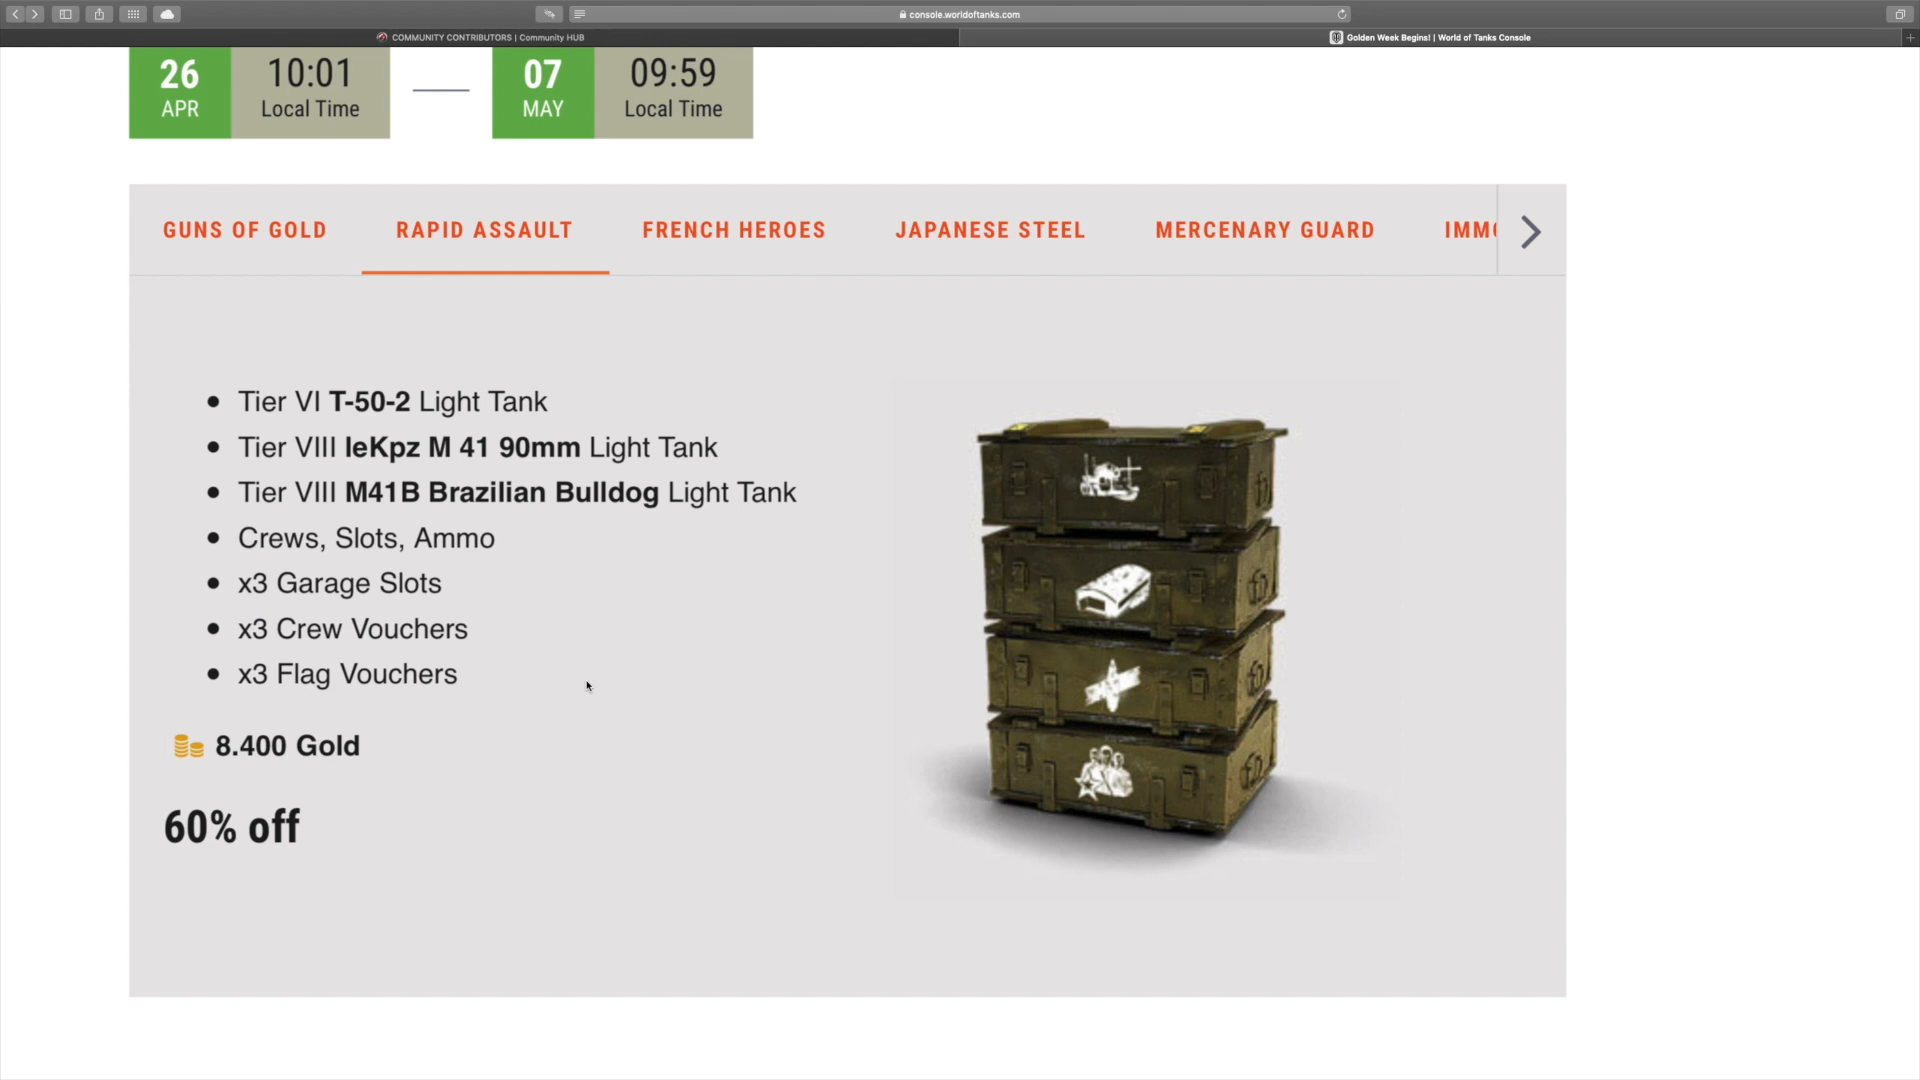 console.worldoftanks.com
COMMUNITY CONTRIBUTORS | Community HUB
Golden Week Begins! | World of Tanks Console
26
APR
10:01
Local Time
07
MAY
09:59
Local Time
GUNS OF GOLD
RAPID ASSAULT
FRENCH HEROES
JAPANESE STEEL
MERCENARY GUARD
IMMO
• Tier VI T-50-2 Light Tank
• Tier VIII leKpz M 41 90mm Light Tank
• Tier VIII M41B Brazilian Bulldog Light Tank
• Crews, Slots, Ammo
• x3 Garage Slots
• x3 Crew Vouchers
• x3 Flag Vouchers
8.400 Gold
60% off